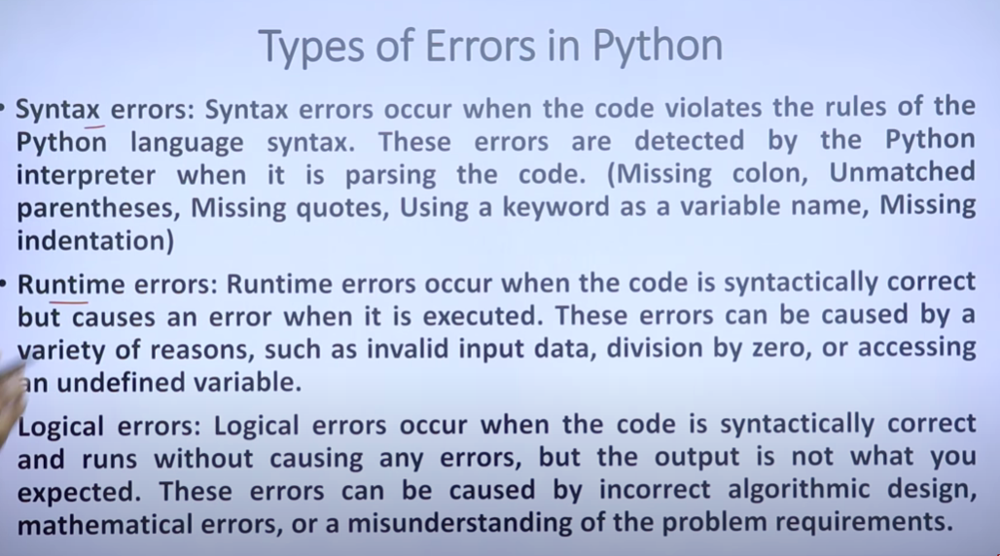 Types of Errors in Python
• Syntax errors: Syntax errors occur when the code violates the rules of the
Python language syntax. These errors are detected by the Python
interpreter when it is parsing the code. (Missing colon, Unmatched
parentheses, Missing quotes, Using a keyword as a variable name, Missing
indentation)
• Runtime errors: Runtime errors occur when the code is syntactically correct
but causes an error when it is executed. These errors can be caused by a
variety of reasons, such as invalid input data, division by zero, or accessing
an undefined variable.
Logical errors: Logical errors occur when the code is syntactically correct
and runs without causing any errors, but the output is not what you
expected. These errors can be caused by incorrect algorithmic design,
mathematical errors, or a misunderstanding of the problem requirements.